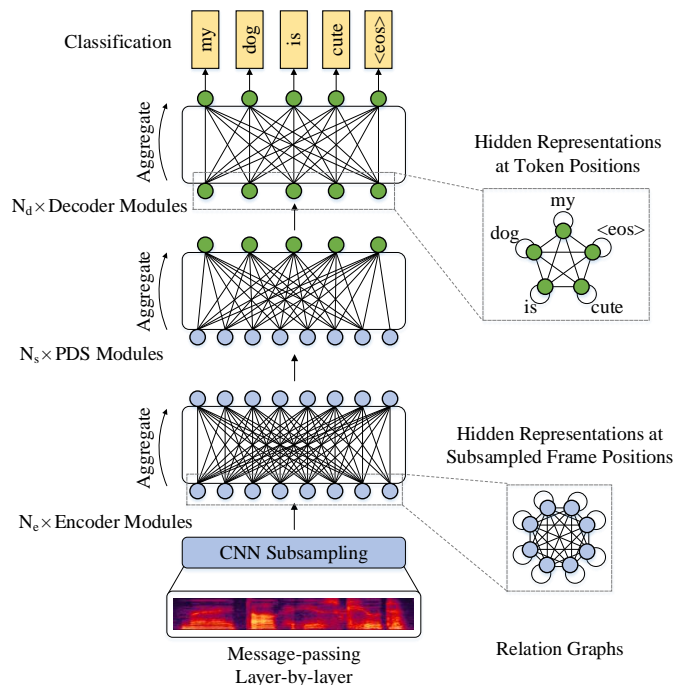 Classification
my
dog
is
cute
<eos>
Aggregate
N_d × Decoder Modules
Hidden Representations
at Token Positions
my
dog
<eos>
is
cute
Aggregate
N_s × PDS Modules
Aggregate
N_e × Encoder Modules
Hidden Representations at
Subsampled Frame Positions
CNN Subsampling
Message-passing
Layer-by-layer
Relation Graphs